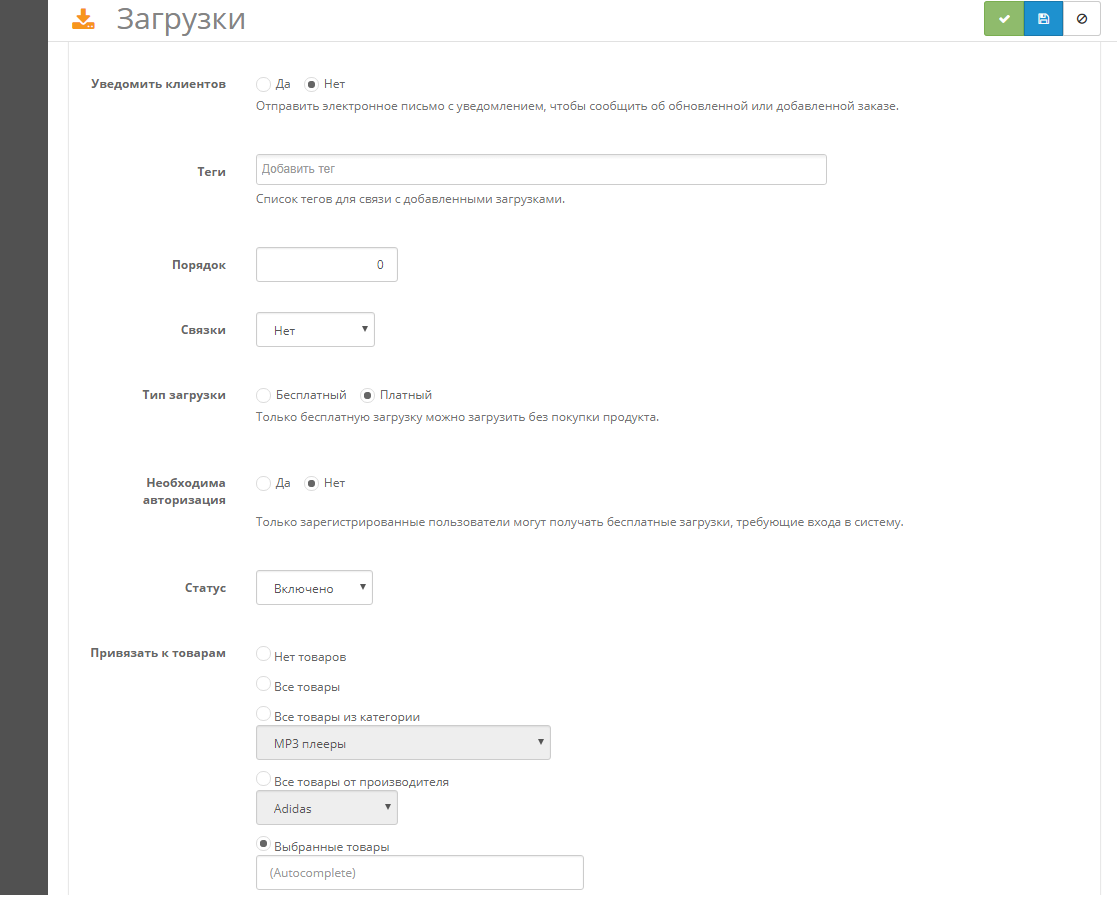 Загрузки
Уведомить клиентов
Да Нет
Отправить электронное письмо с уведомлением, чтобы сообщить об обновленной или добавленной заказе.
Теги
Добавить тег
Список тегов для связи с добавленными загрузками.
Порядок
0
Связки
Нет
Тип загрузки
Бесплатный Платный
Только бесплатную загрузку можно загрузить без покупки продукта.
Необходима
авторизация
Да Нет
Только зарегистрированные пользователи могут получать бесплатные загрузки, требующие входа в систему.
Статус
Включено
Привязать к товарам
Нет товаров
Все товары
Все товары из категории
MP3 плееры
Все товары от производителя
Adidas
Выбранные товары
(Autocomplete)